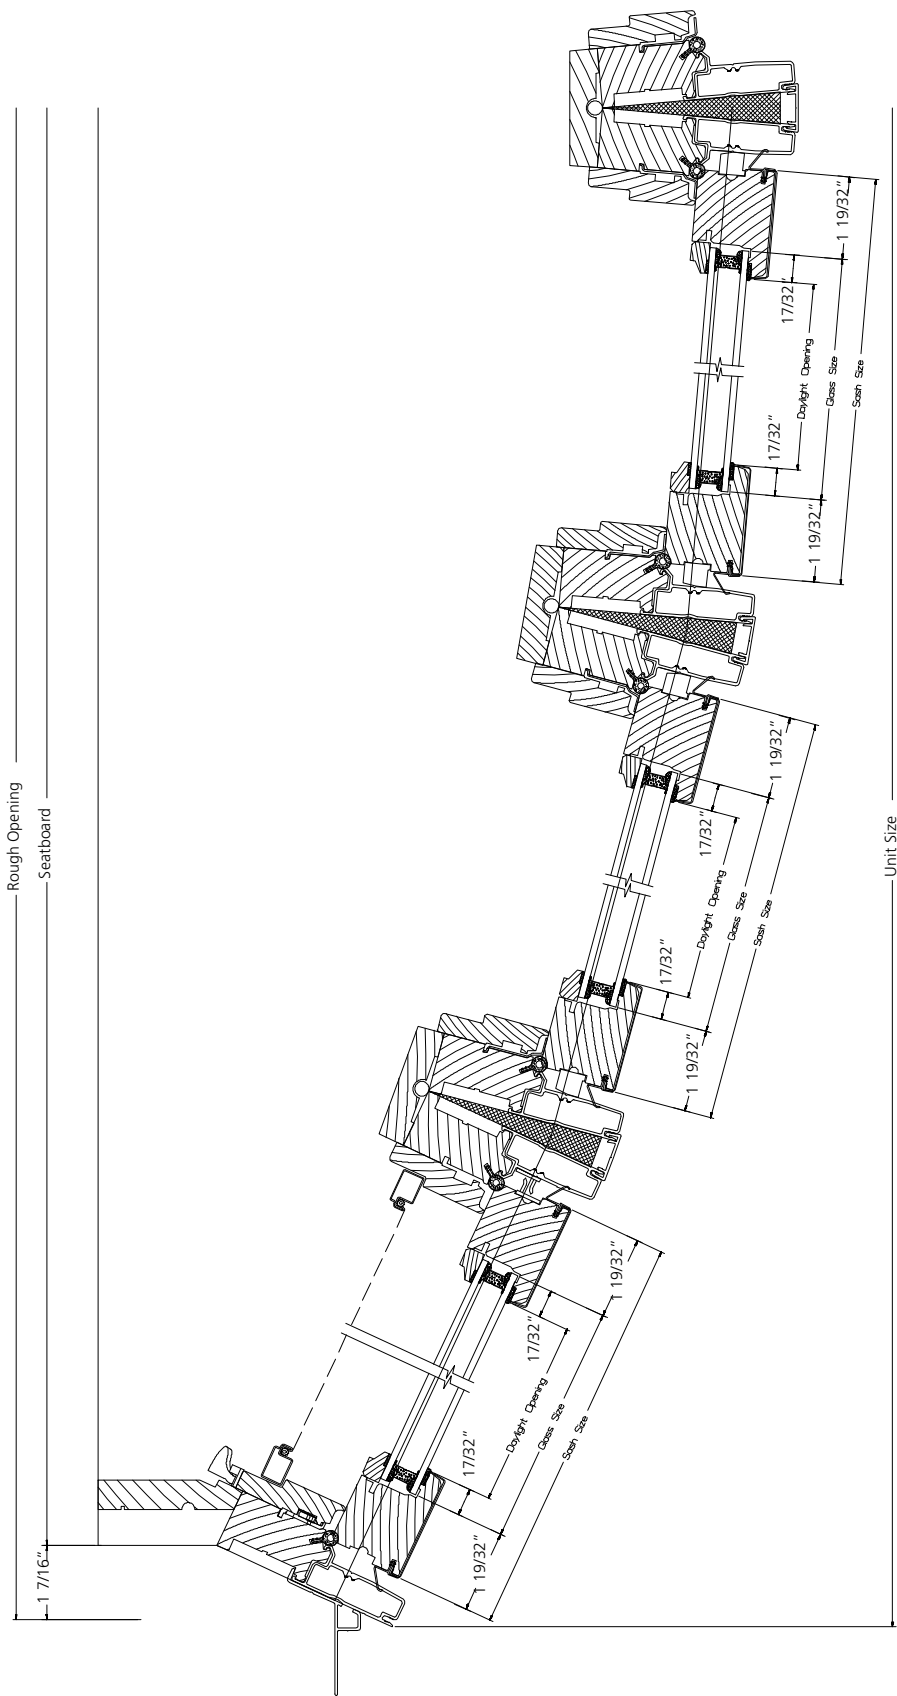 1 19/32"
17/32"
Daylight Opening
Glass Size
Sash Size
17/32"
1 19/32"
Rough Opening
Seatboard
Unit Size
1 19/32"
17/32"
Daylight Opening
Glass Size
Sash Size
17/32"
1 19/32"
1 19/32"
17/32"
Daylight Opening
Glass Size
Sash Size
17/32"
1 19/32"
1 7/16"